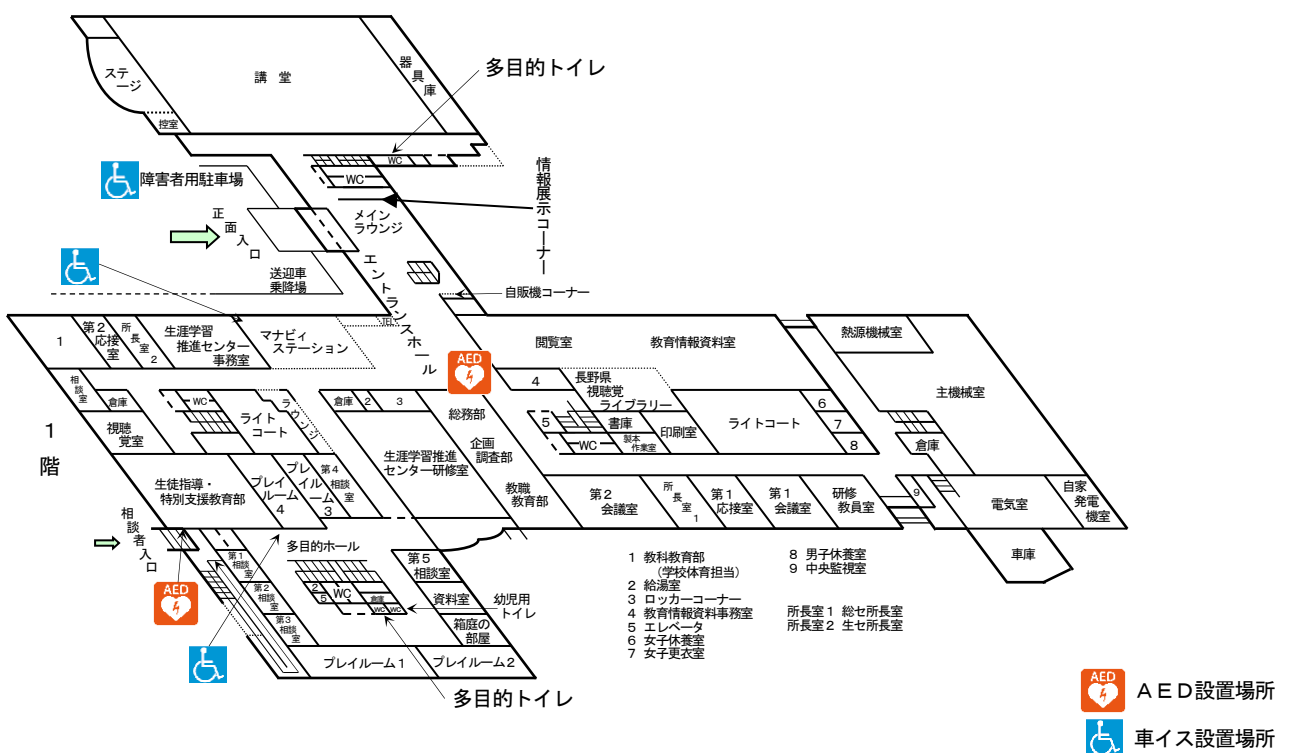 ステージ
講堂
器具庫
多目的トイレ
控室
WC
WC
障害者用駐車場
情報展示コーナー
正面入口
メイン
ラウンジ
送迎車
乗降場
エントランスホール
自販機コーナー
TEL
1
第2
応接
室
所長室2
生涯学習
推進センター
事務室
マナビィ
ステーション
閲覧室
教育情報資料室
熱源機械室
主機械室
AED
相談室
倉庫
WC
ライト
コート
ラウンジ
倉庫
2
3
総務部
4
長野県
視聴覚
ライブラリー
5
書庫
WC
製本
作業室
印刷室
ライトコート
6
7
8
倉庫
1階
視聴
覚室
生涯学習推進
センター研修室
企画
調査部
教職
教育部
生徒指導・
特別支援教育部
プレイ
ルーム
4
プレイ
ルーム
3
第4
相談
室
第2
会議室
所長室1
第1
応接室
第1
会議室
研修
教員室
9
電気室
自家
発電
機室
車庫
相談者入口
AED
多目的ホール
第1
相談
室
第2
相談
室
第3
相談
室
2
5
WC
倉庫
WC
WC
第5
相談室
資料室
箱庭の
部屋
幼児用
トイレ
プレイルーム1
プレイルーム2
多目的トイレ
1 教科教育部
(学校体育担当)
2 給湯室
3 ロッカーコーナー
4 教育情報資料事務室
5 エレベータ
6 女子休養室
7 女子更衣室
8 男子休養室
9 中央監視室
所長室1 総セ所長室
所長室2 生セ所長室
AED
AED設置場所
車イス設置場所